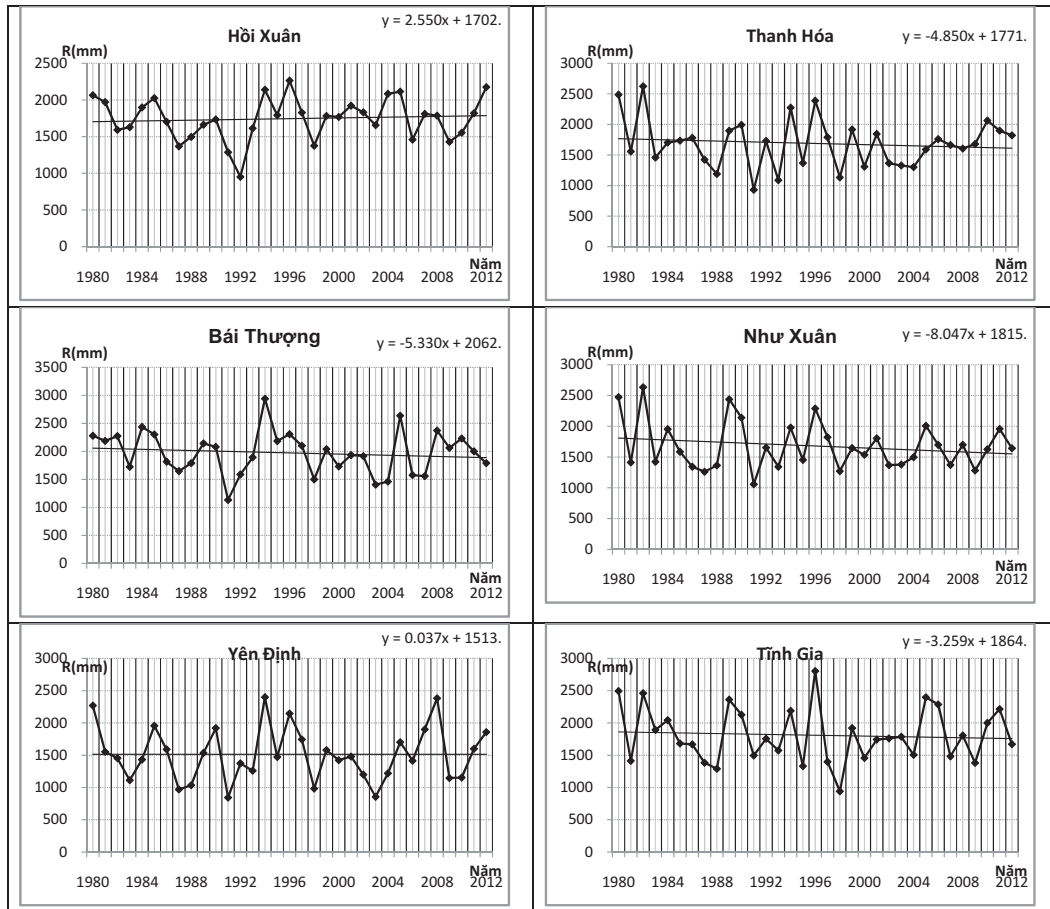 Hồi Xuân
y = 2.550x + 1702.
R(mm)
2500
2000
1500
1000
500
0
Năm
1980 1984 1988 1992 1996 2000 2004 2008 2012
Thanh Hóa
y = -4.850x + 1771.
R(mm)
3000
2500
2000
1500
1000
500
0
Năm
1980 1984 1988 1992 1996 2000 2004 2008 2012
Bái Thượng
y = -5.330x + 2062.
R(mm)
3500
3000
2500
2000
1500
1000
500
0
Năm
1980 1984 1988 1992 1996 2000 2004 2008 2012
Như Xuân
y = -8.047x + 1815.
R(mm)
3000
2500
2000
1500
1000
500
0
Năm
1980 1984 1988 1992 1996 2000 2004 2008 2012
Yên Định
y = 0.037x + 1513.
R(mm)
3000
2500
2000
1500
1000
500
0
Năm
1980 1984 1988 1992 1996 2000 2004 2008 2012
Tĩnh Gia
y = -3.259x + 1864.
R(mm)
3000
2500
2000
1500
1000
500
0
Năm
1980 1984 1988 1992 1996 2000 2004 2008 2012